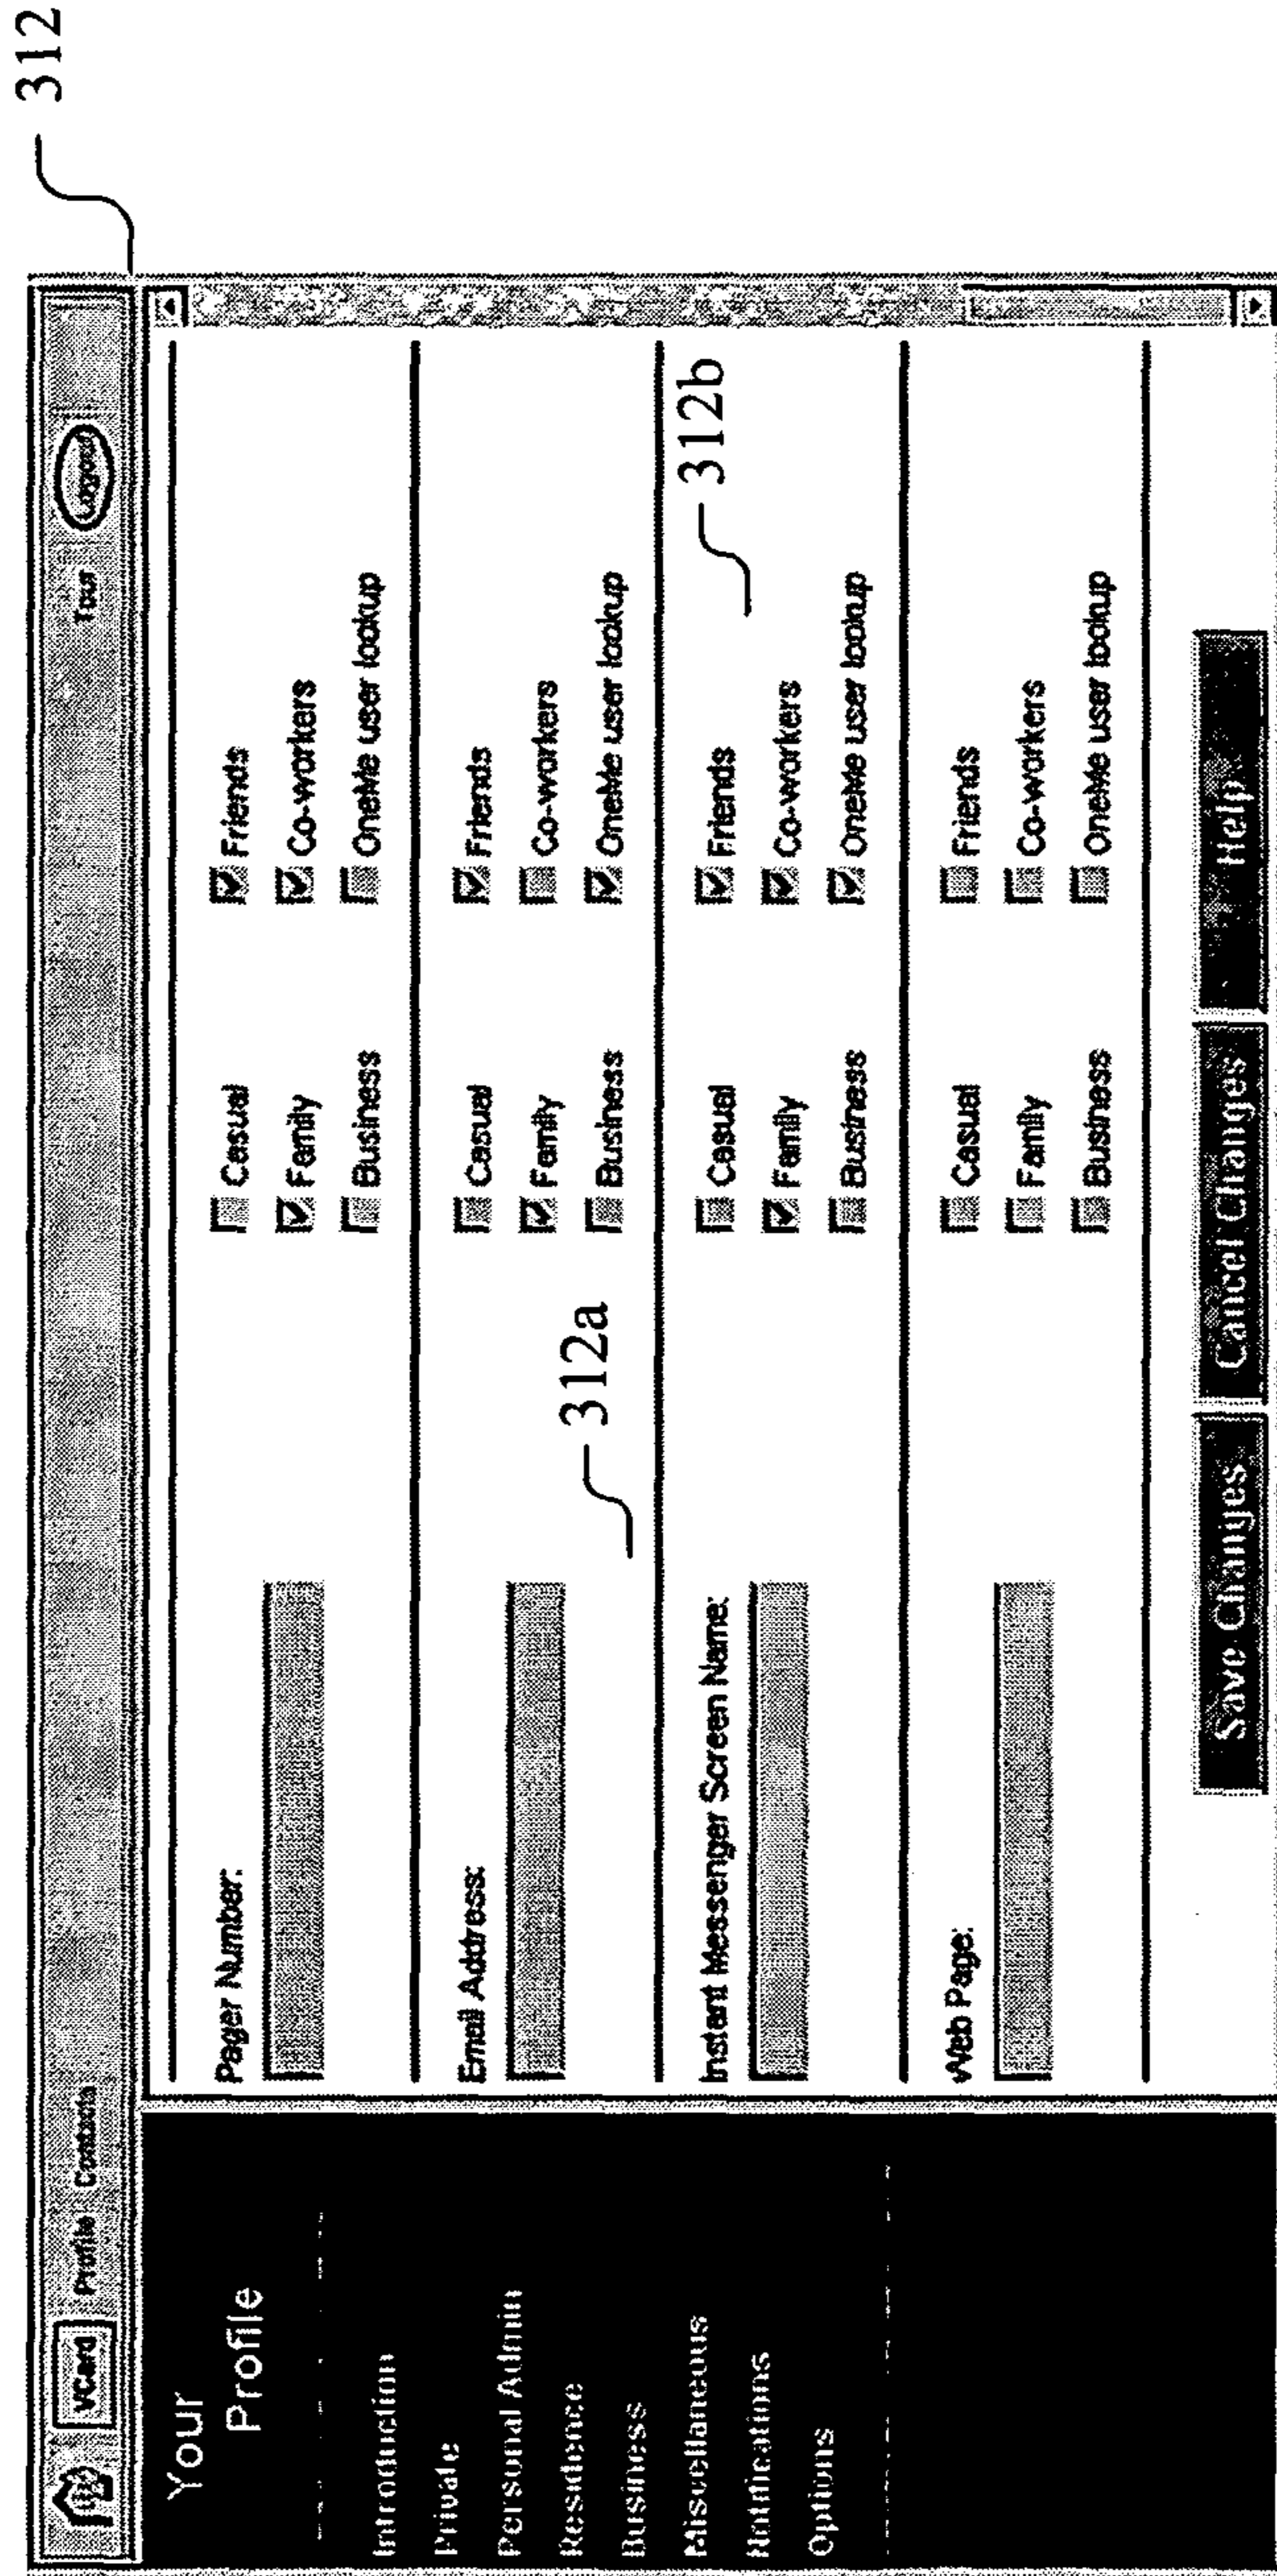 312
VCard Profile Contacts Tour Logout
Your
Profile
Introduction
Private
Personal Admin
Residence
Business
Miscellaneous
Notifications
Options
Pager Number:
Casual Friends
Family Co-workers
Business OneMe user lookup
Email Address:
Casual Friends
Family Co-workers
Business OneMe user lookup
312a
Instant Messenger Screen Name:
312b
Casual Friends
Family Co-workers
Business OneMe user lookup
Web Page:
Casual Friends
Family Co-workers
Business OneMe user lookup
Save Changes Cancel Changes Help